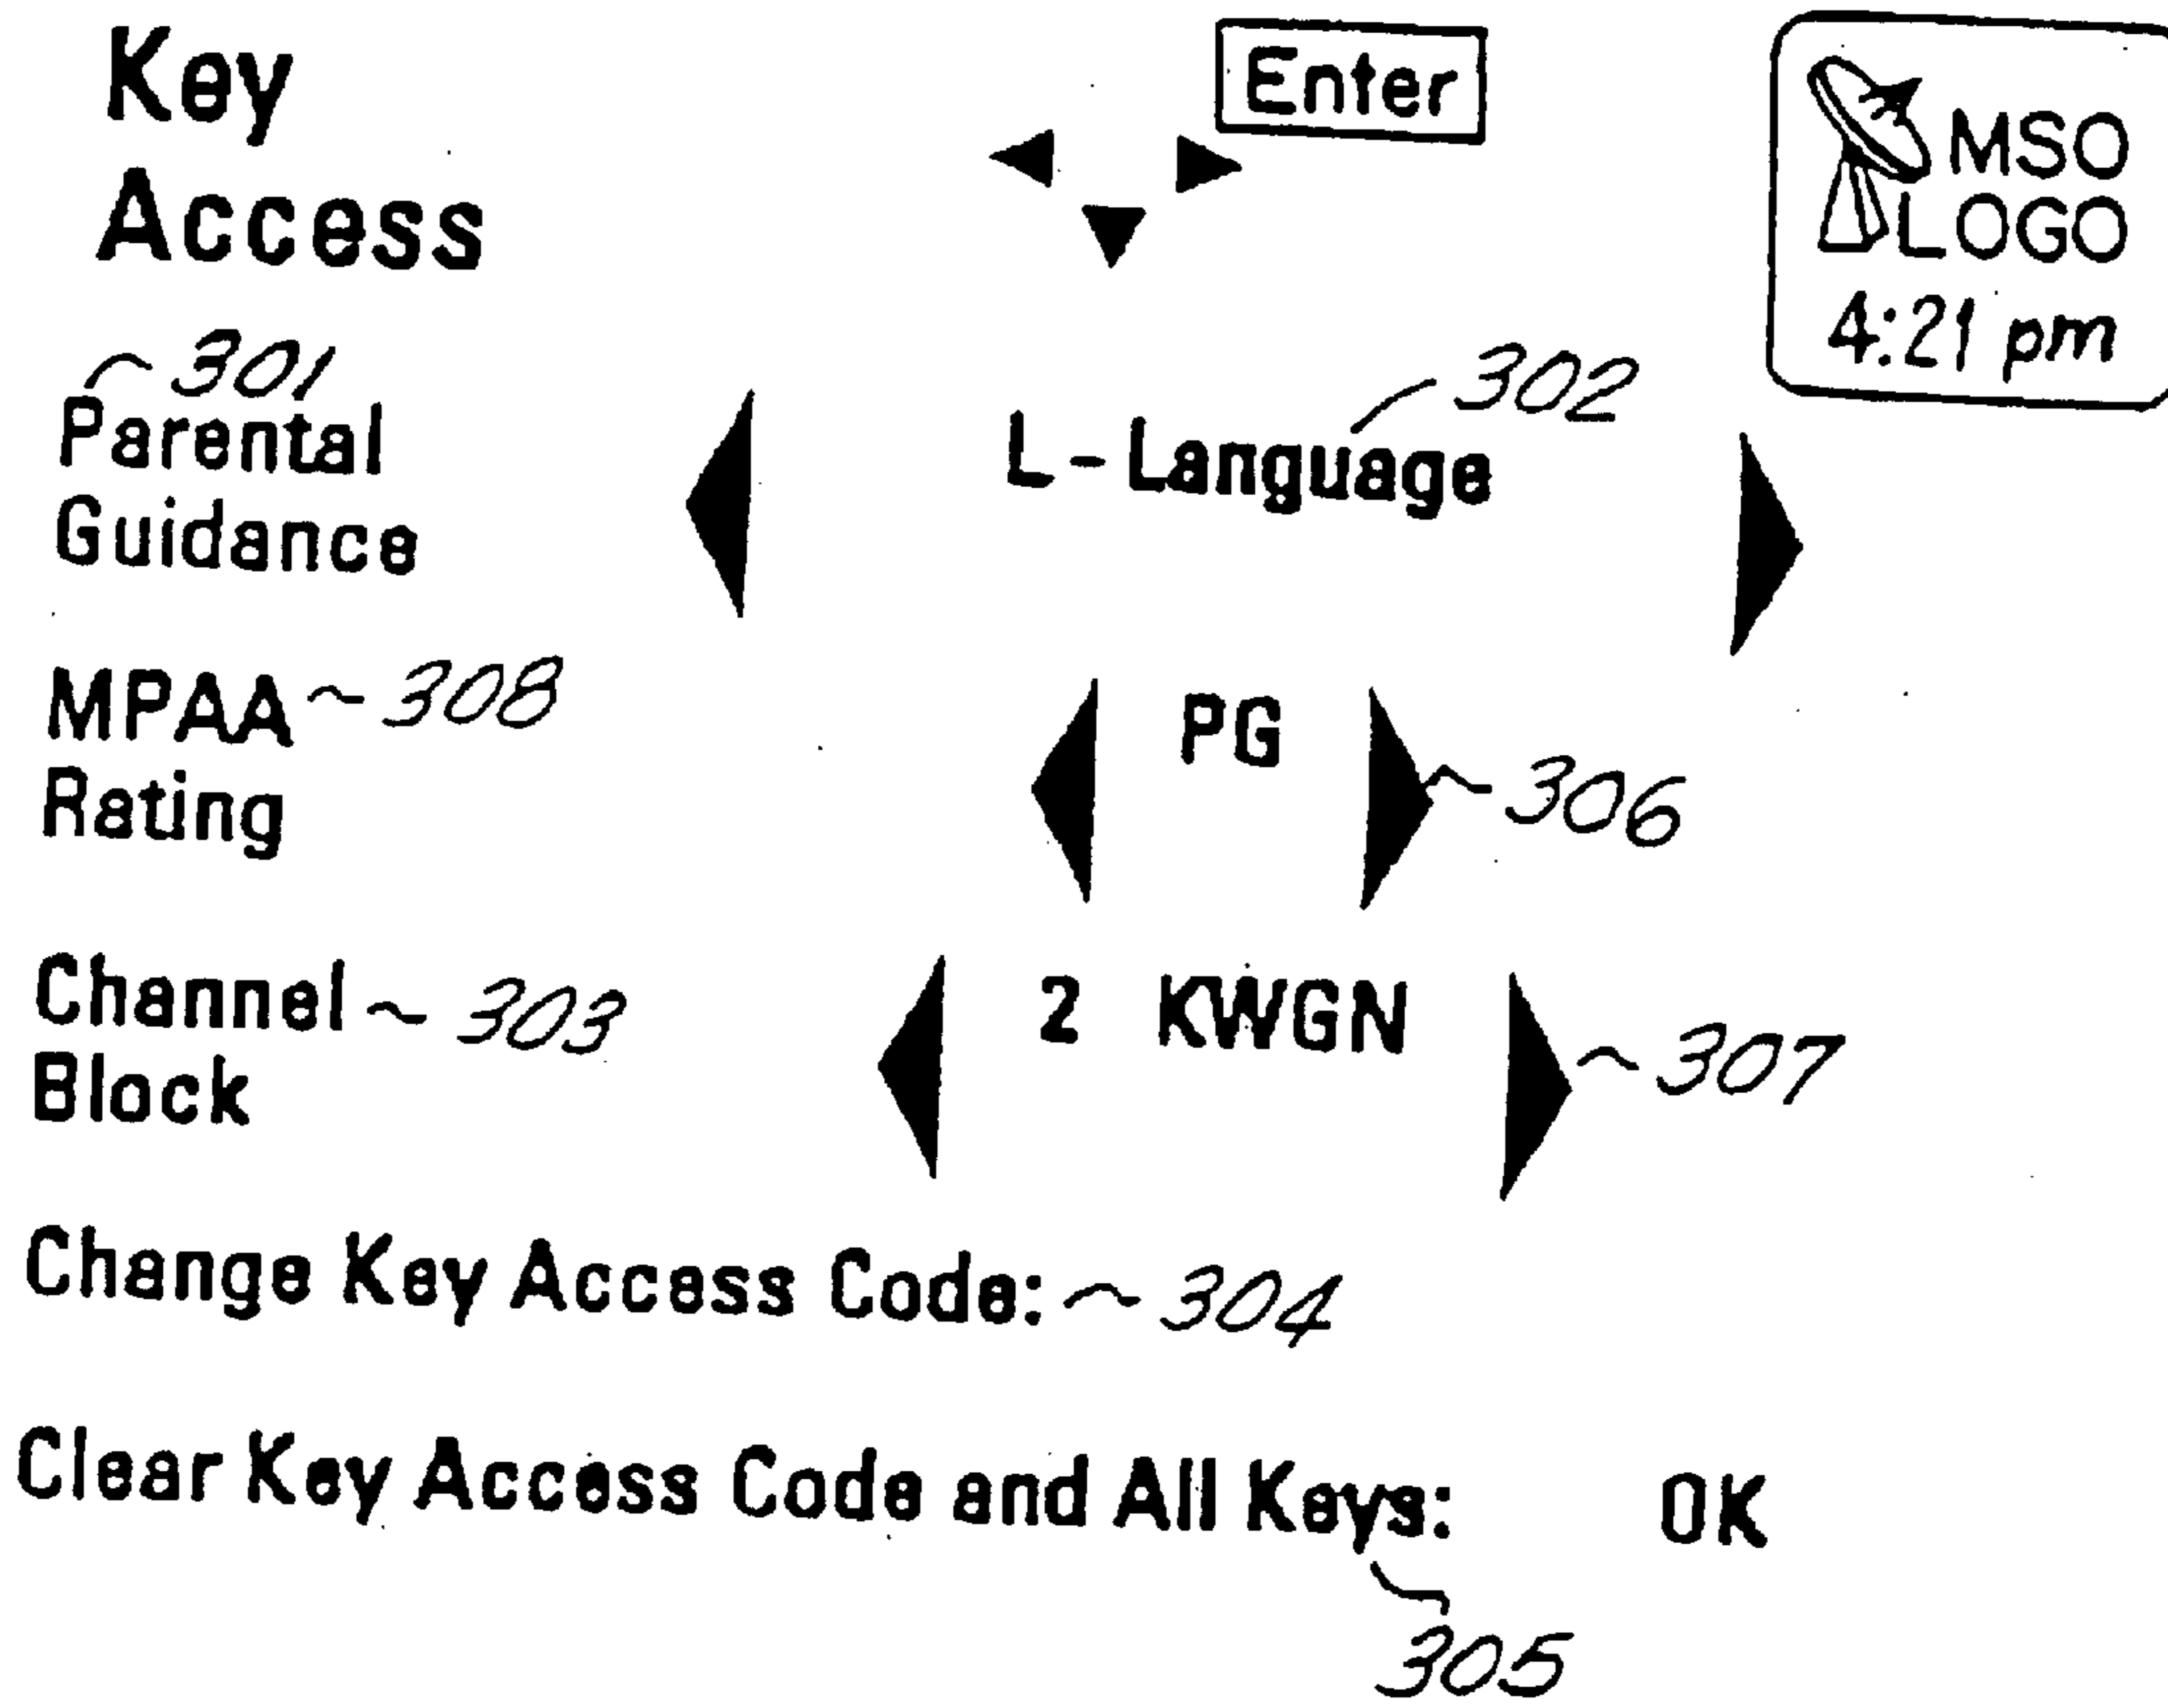 Key
Access
Enter
MSO
LOGO
4:21 pm
301
Parental
Guidance
L-Language
302
MPAA 308
Rating
PG
306
Channel 303
Block
2 KWGN
307
Change Key Access Code: 304
Clear Key Access Code and All Keys: OK
305